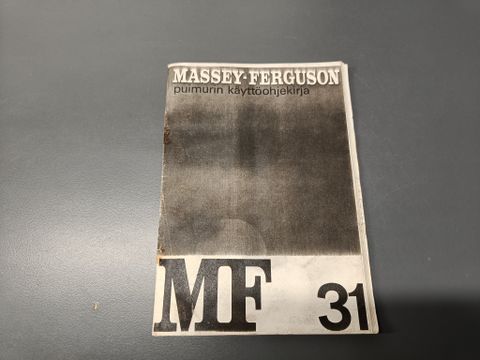 MASSEY-FERGUSON
puimurin käyttöohjekirja
MF 31